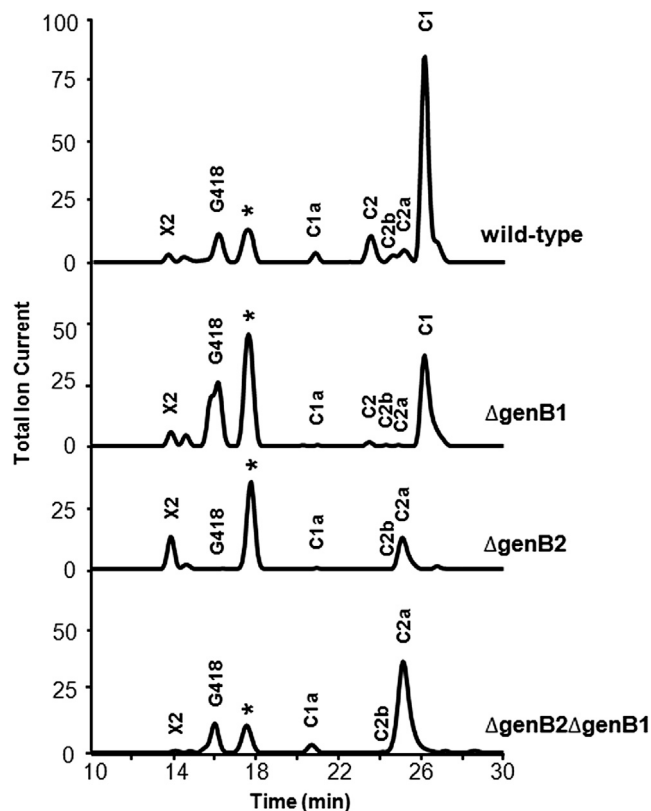 Total Ion Current
100
75
50
25
0
X2
G418
*
C1a
C2
C2b
C2a
C1
wild-type
50
25
0
X2
G418
*
C1a
C2
C2b
C2a
C1
ΔgenB1
25
0
X2
G418
*
C1a
C2b
C2a
ΔgenB2
50
25
0
X2
G418
*
C1a
C2b
C2a
ΔgenB2ΔgenB1
10 14 18 22 26 30
Time (min)